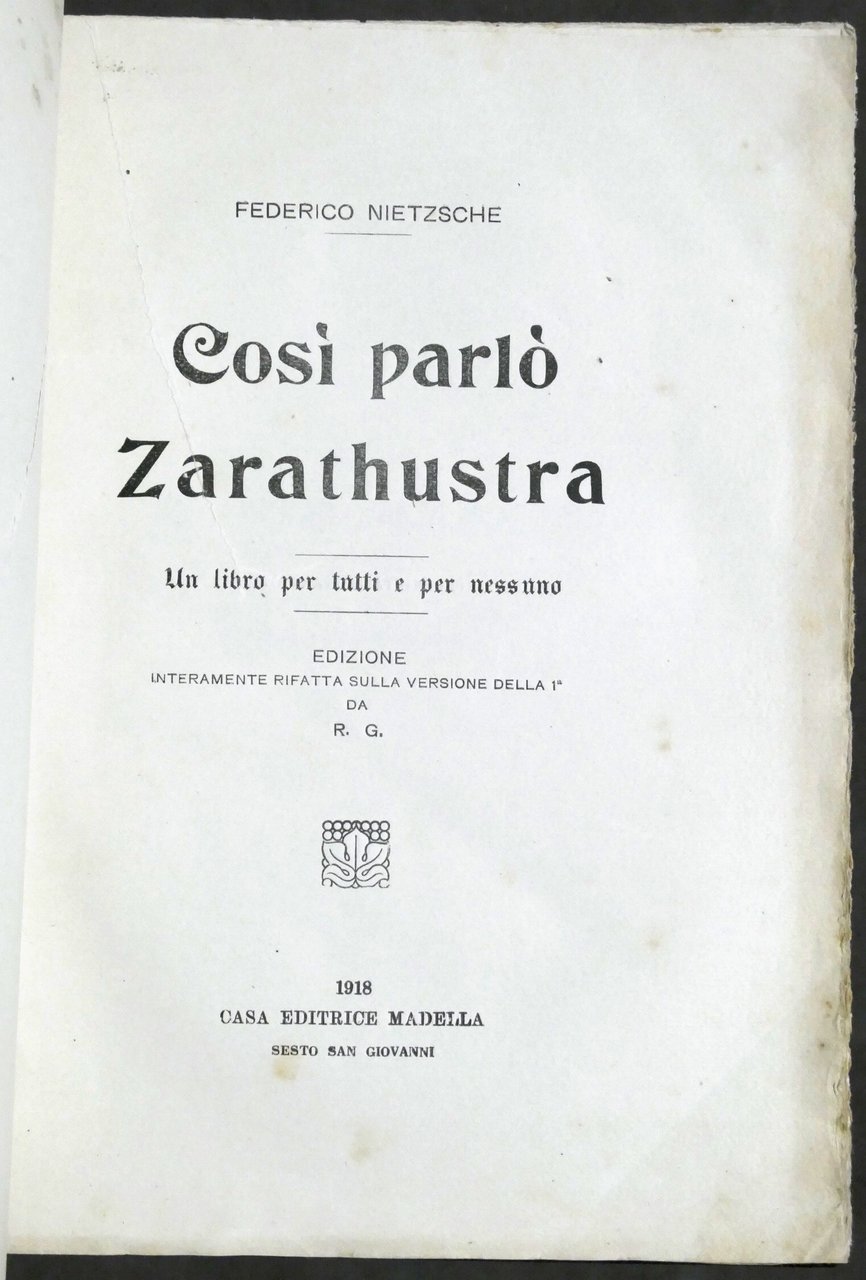 FEDERICO NIETZSCHE
Così parlò
Zarathustra
Un libro per tutti e per nessuno
EDIZIONE
INTERAMENTE RIFATTA SULLA VERSIONE DELLA 1ª
DA
R. G.
1918
CASA EDITRICE MADELLA
SESTO SAN GIOVANNI